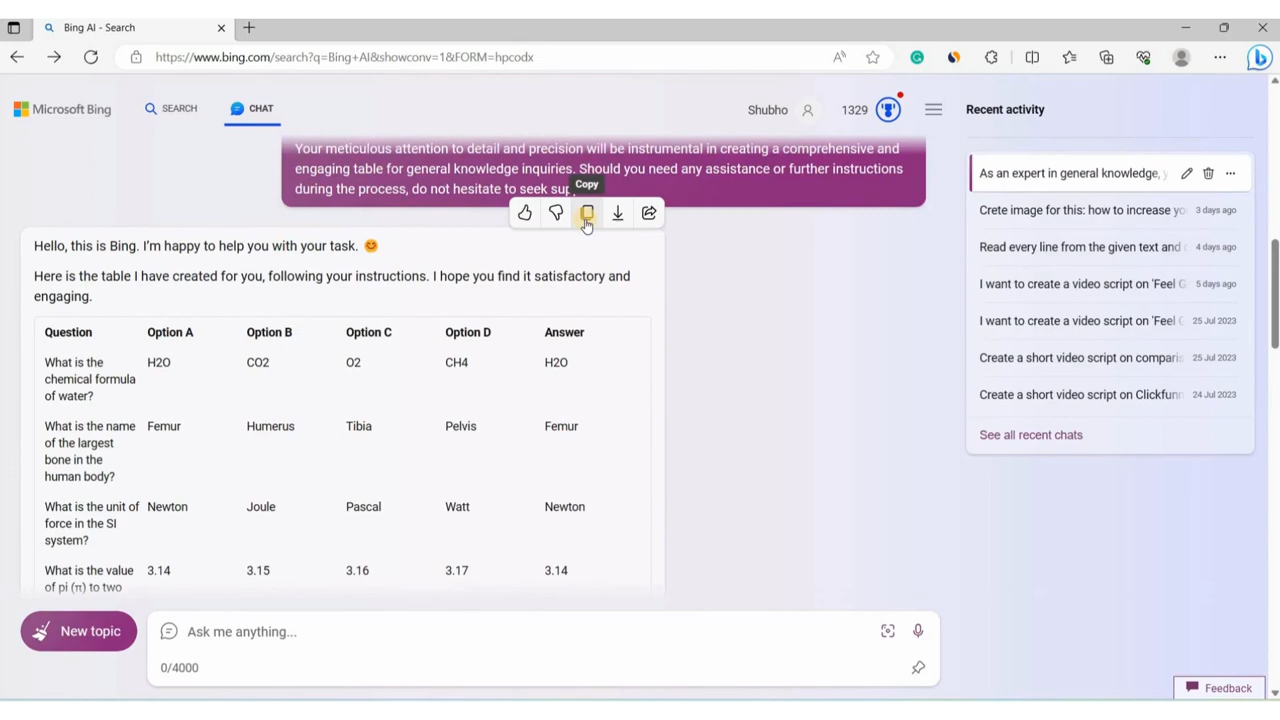 Bing AI - Search
https://www.bing.com/search?q=Bing+AI&showconv=1&FORM=hpcodx
Microsoft Bing
SEARCH
CHAT
Shubho
1329
Recent activity
Your meticulous attention to detail and precision will be instrumental in creating a comprehensive and
engaging table for general knowledge inquiries. Should you need any assistance or further instructions
during the process, do not hesitate to seek
Copy
Hello, this is Bing. I'm happy to help you with your task. 😊
Here is the table I have created for you, following your instructions. I hope you find it satisfactory and
engaging.
Question Option A Option B Option C Option D Answer
What is the H2O CO2 O2 CH4 H2O
chemical formula
of water?
What is the name Femur Humerus Tibia Pelvis Femur
of the largest
bone in the
human body?
What is the unit of Newton Joule Pascal Watt Newton
force in the SI
system?
What is the value 3.14 3.15 3.16 3.17 3.14
of pi (π) to two
As an expert in general knowledge,
Crete image for this: how to increase 3 days ago
Read every line from the given text and 4 days ago
I want to create a video script on 'Feel 5 days ago
I want to create a video script on 'Feel 25 Jul 2023
Create a short video script on 25 Jul 2023
Create a short video script on 24 Jul 2023
See all recent chats
New topic
Ask me anything...
0/4000
Feedback